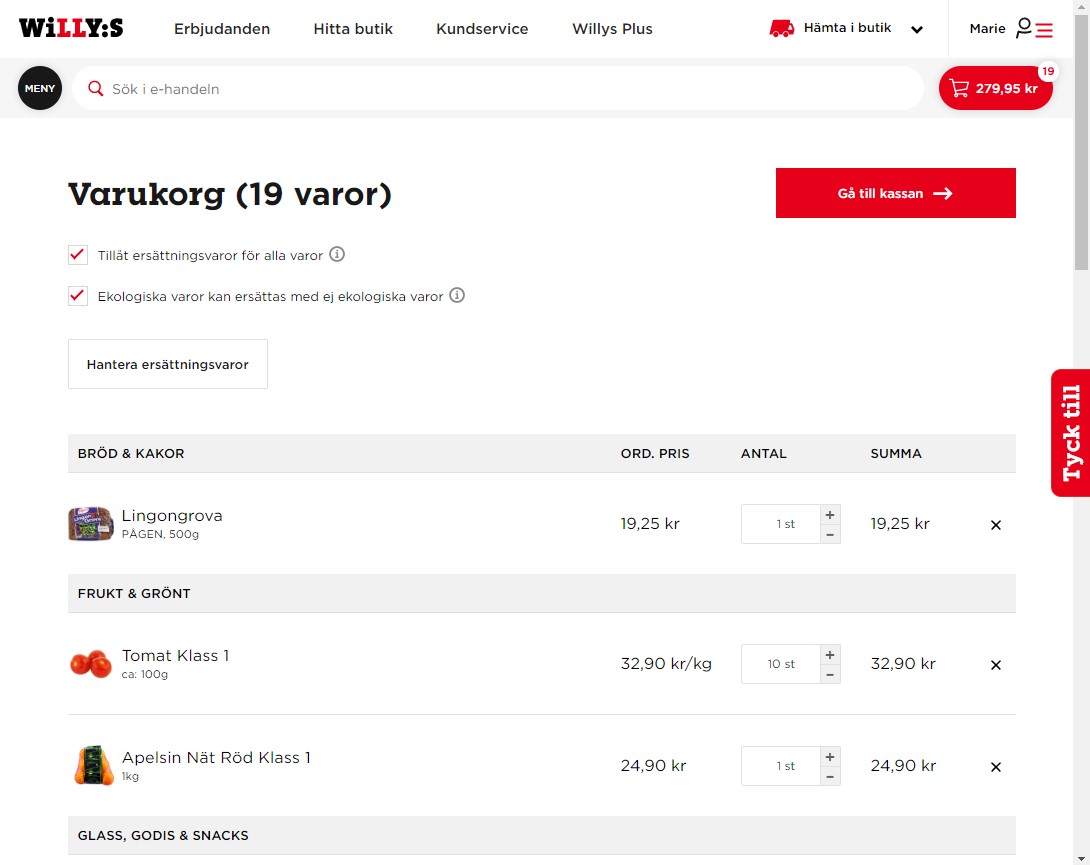 WiLLY:S
Erbjudanden
Hitta butik
Kundservice
Willys Plus
Hämta i butik
Marie
MENY
Sök i e-handeln
19
279,95 kr
Varukorg (19 varor)
Gå till kassan
Tillåt ersättningsvaror för alla varor
Ekologiska varor kan ersättas med ej ekologiska varor
Hantera ersättningsvaror
Tyck till
BRÖD & KAKOR ORD. PRIS ANTAL SUMMA
Lingongrova
PÅGEN, 500g
19,25 kr
1 st
+
-
19,25 kr
FRUKT & GRÖNT
Tomat Klass 1
ca: 100g
32,90 kr/kg
10 st
+
-
32,90 kr
Apelsin Nät Röd Klass 1
1kg
24,90 kr
1 st
+
-
24,90 kr
GLASS, GODIS & SNACKS